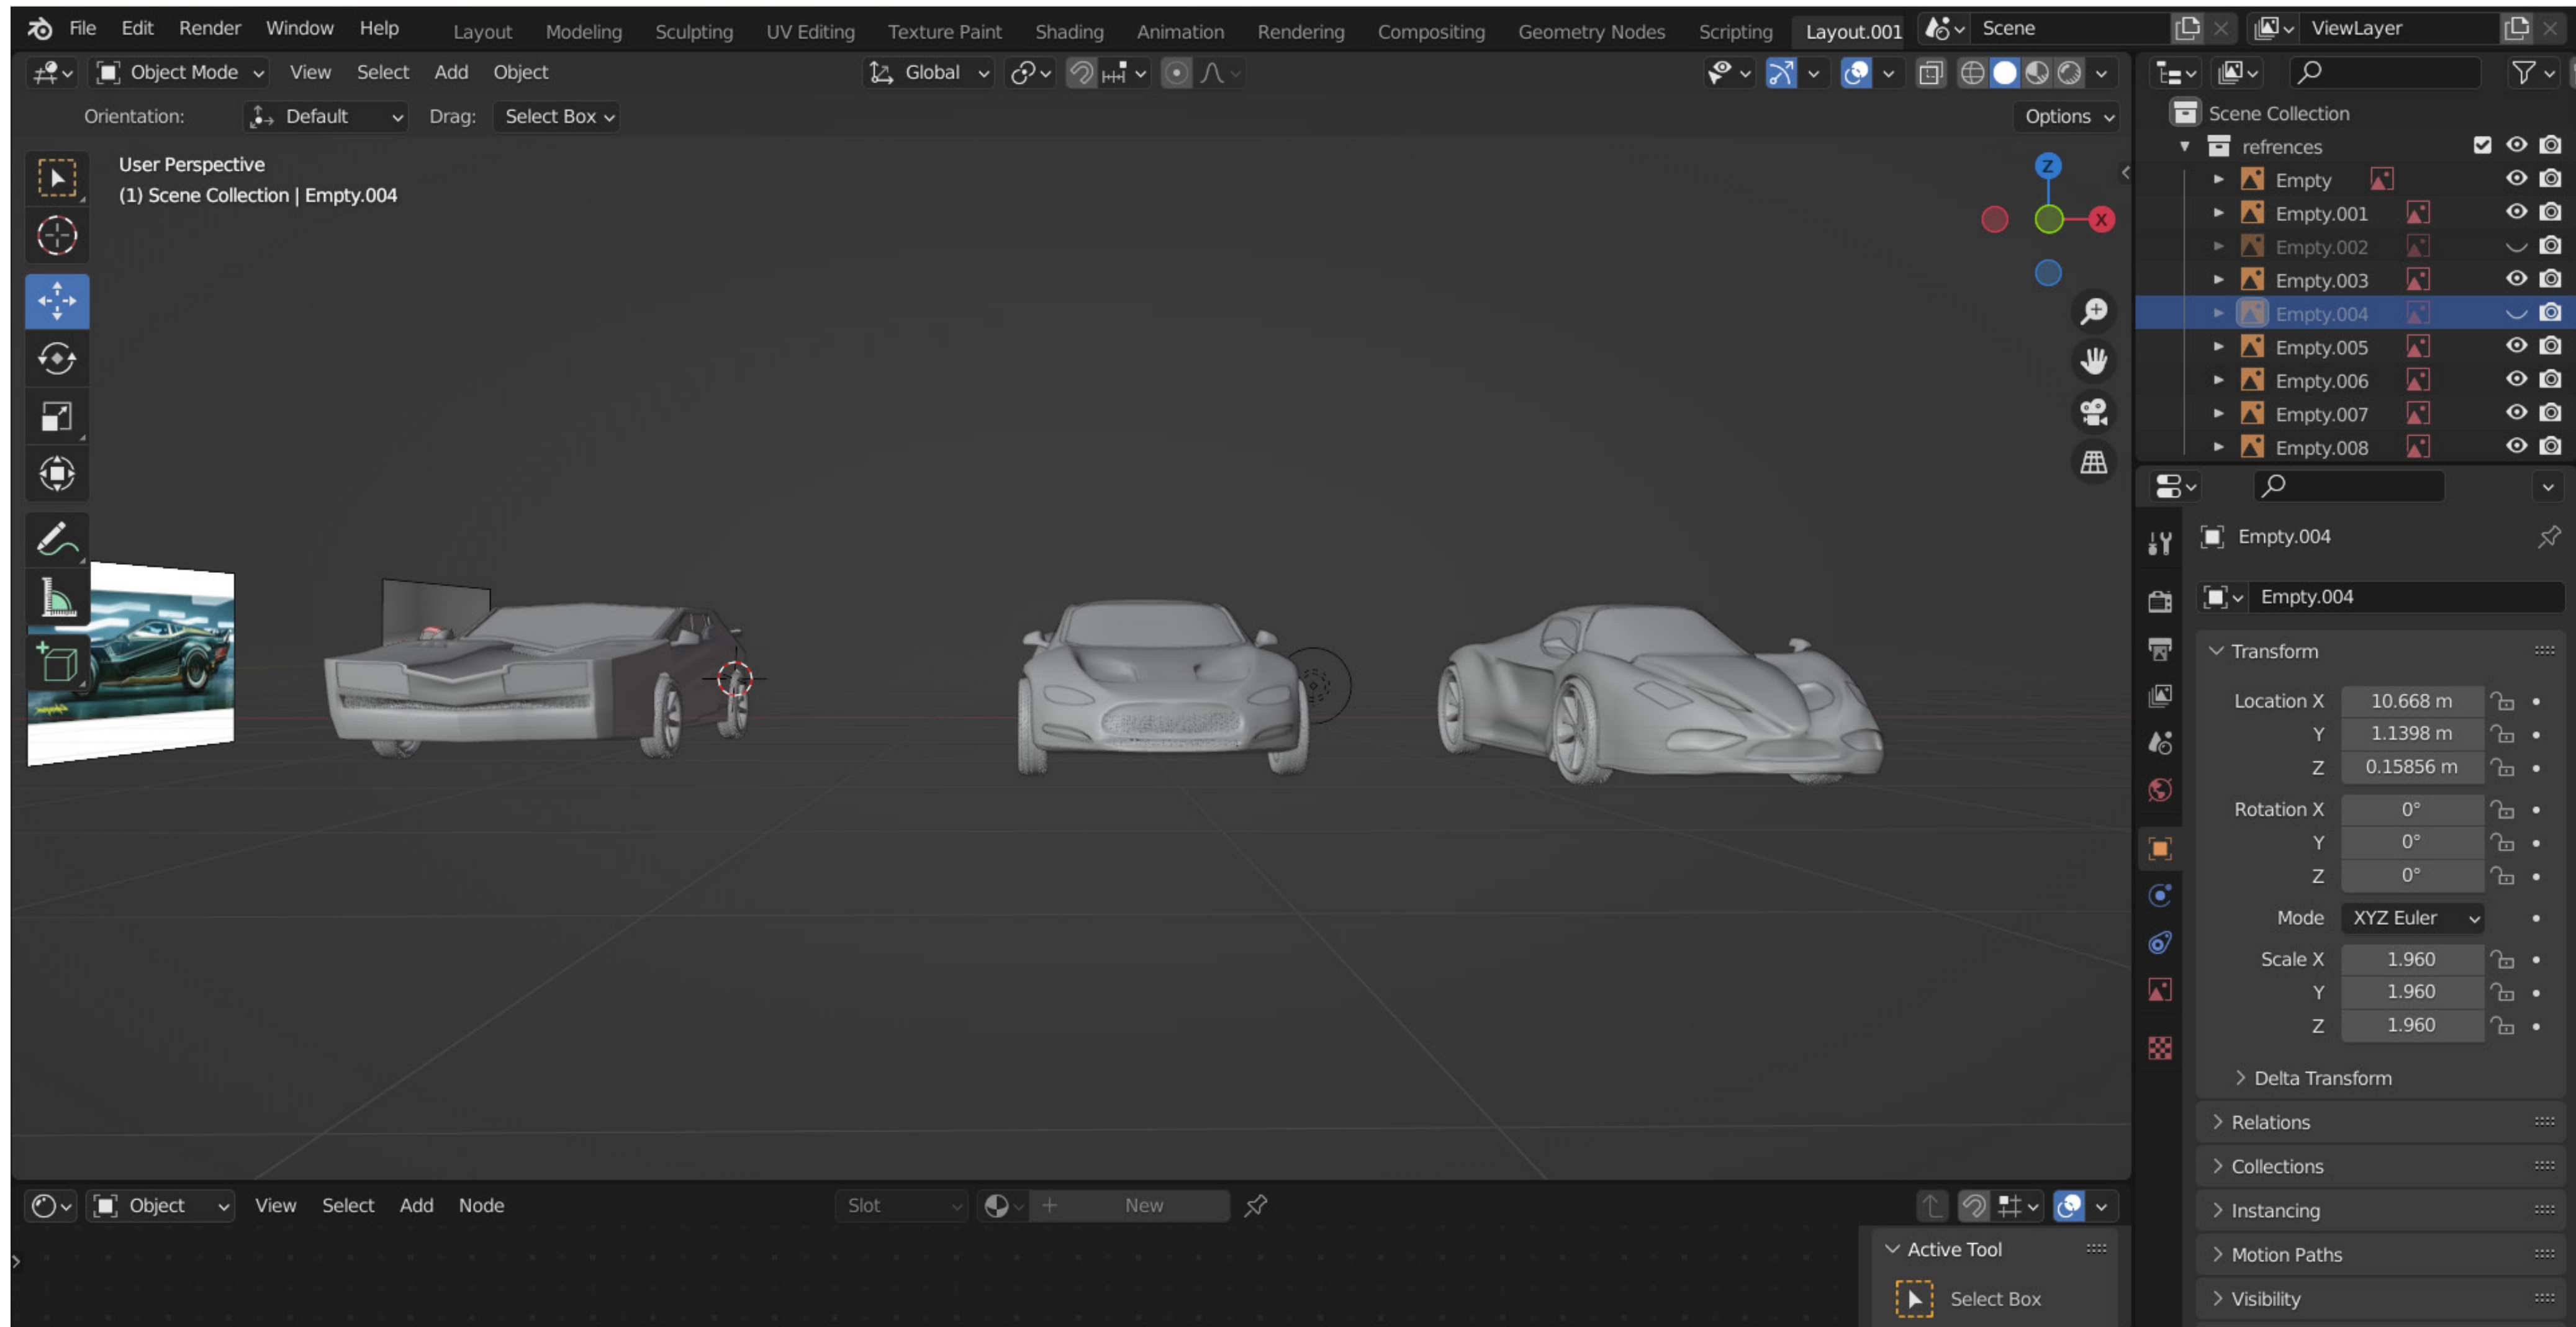 File Edit Render Window Help Layout Modeling Sculpting UV Editing Texture Paint Shading Animation Rendering Compositing Geometry Nodes Scripting Layout.001 Scene ViewLayer
Object Mode View Select Add Object Global
Orientation: Default Drag: Select Box Options
User Perspective
(1) Scene Collection | Empty.004
Z
X
Scene Collection
refrences
Empty
Empty.001
Empty.002
Empty.003
Empty.004
Empty.005
Empty.006
Empty.007
Empty.008
Empty.004
Empty.004
Transform
Location X 10.668 m
Y 1.1398 m
Z 0.15856 m
Rotation X 0°
Y 0°
Z 0°
Mode XYZ Euler
Scale X 1.960
Y 1.960
Z 1.960
Delta Transform
Relations
Collections
Instancing
Motion Paths
Visibility
Object View Select Add Node Slot New
Active Tool
Select Box